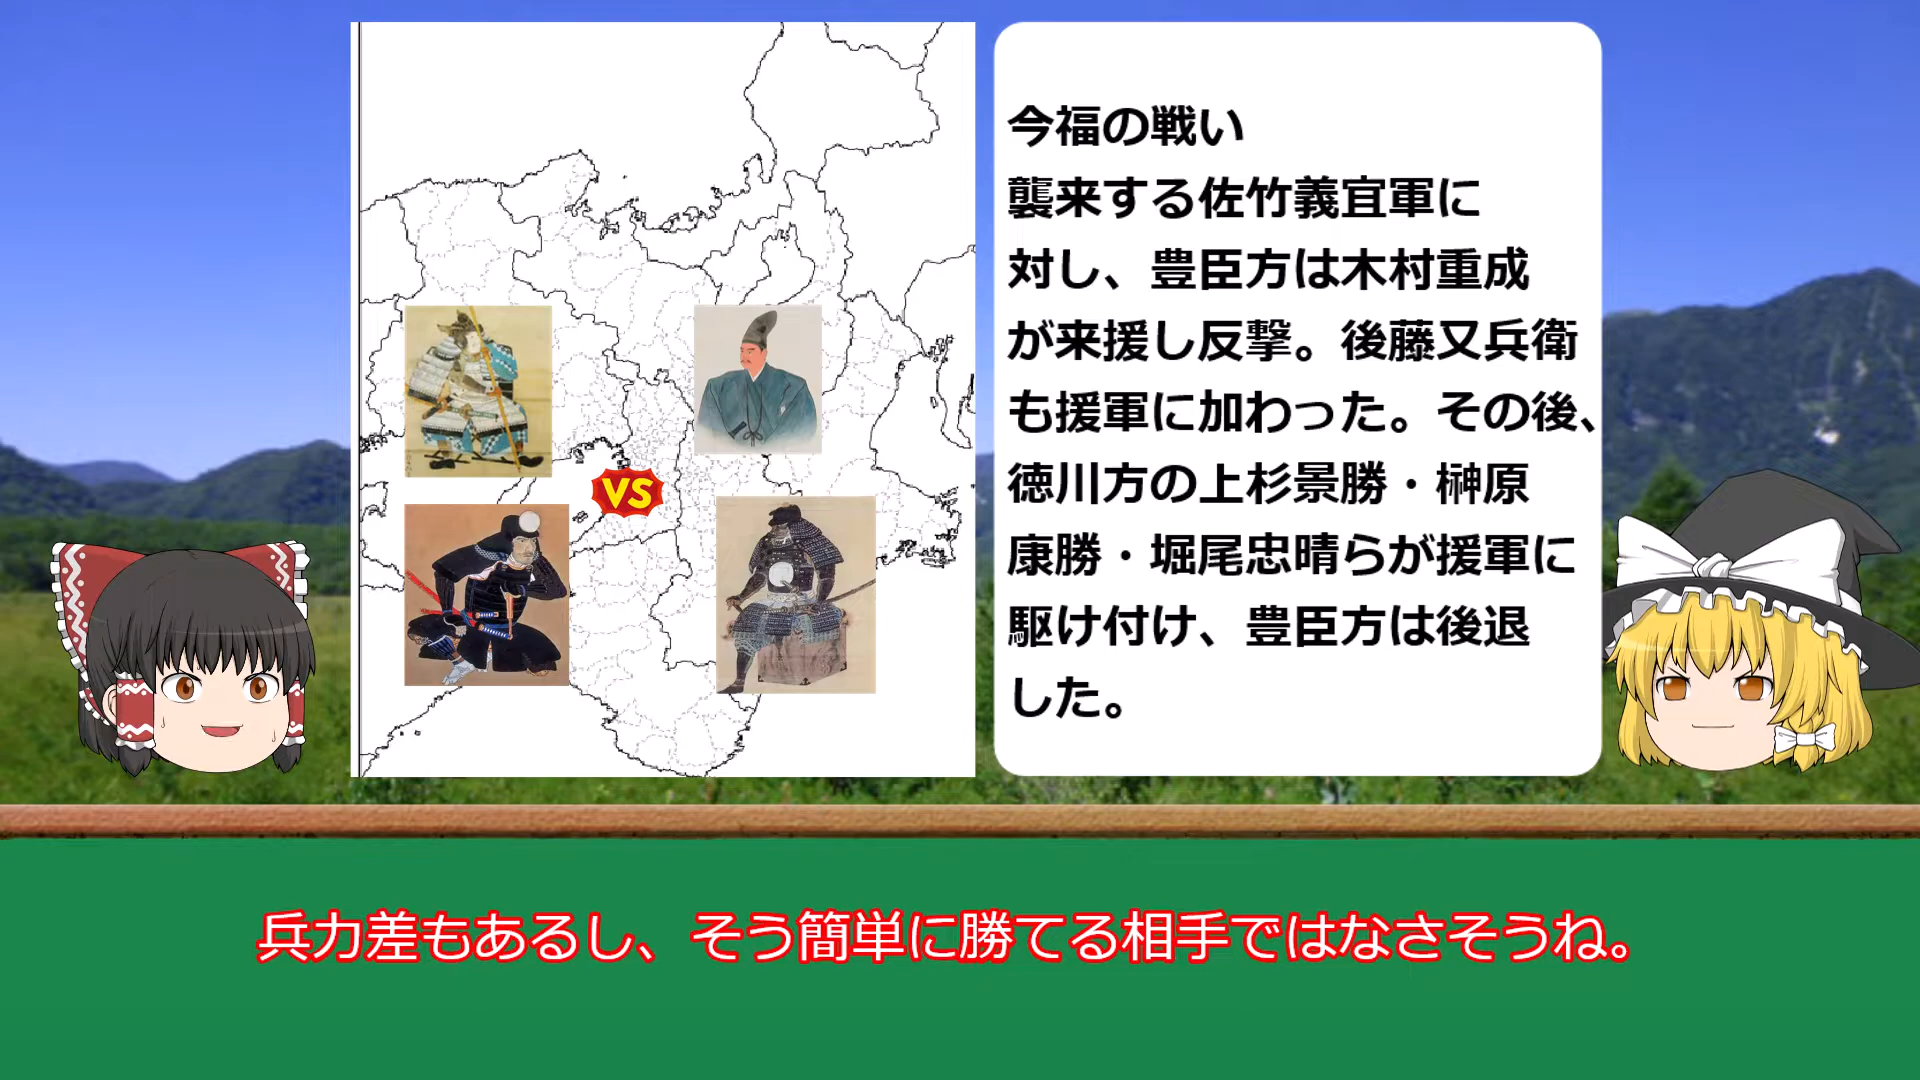 今福の戦い
襲来する佐竹義宜軍に
対し、豊臣方は木村重成
が来援し反撃。後藤又兵衛
も援軍に加わった。その後、
徳川方の上杉景勝・榊原
康勝・堀尾忠晴らが援軍に
駆け付け、豊臣方は後退
した。
VS
兵力差もあるし、そう簡単に勝てる相手ではなさそうね。